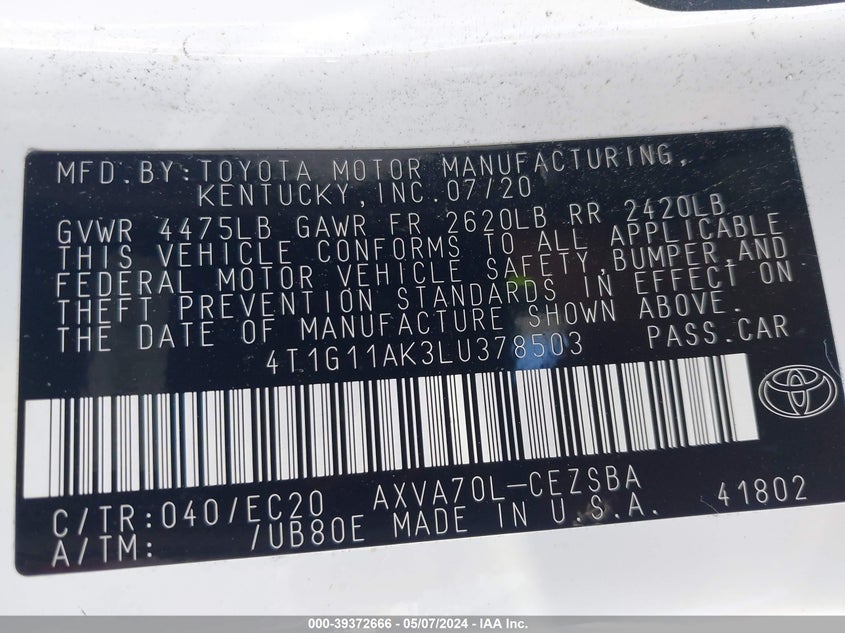 MFD.BY:TOYOTA MOTOR MANUFACTURING,
KENTUCKY,INC.07/20
GVWR 4475LB GAWR FR 2620LB RR 2420LB
THIS VEHICLE CONFORMS TO ALL APPLICABLE
FEDERAL MOTOR VEHICLE SAFETY,BUMPER,AND
THEFT PREVENTION STANDARDS IN EFFECT ON
THE DATE OF MANUFACTURE SHOWN ABOVE.
4T1G11AK3LU378503 PASS.CAR
C/TR:040/EC20 AXVA70L-CEZSBA 41802
A/TM: /UB80E MADE IN U.S.A.
000-39372666 - 05/07/2024 - IAA Inc.